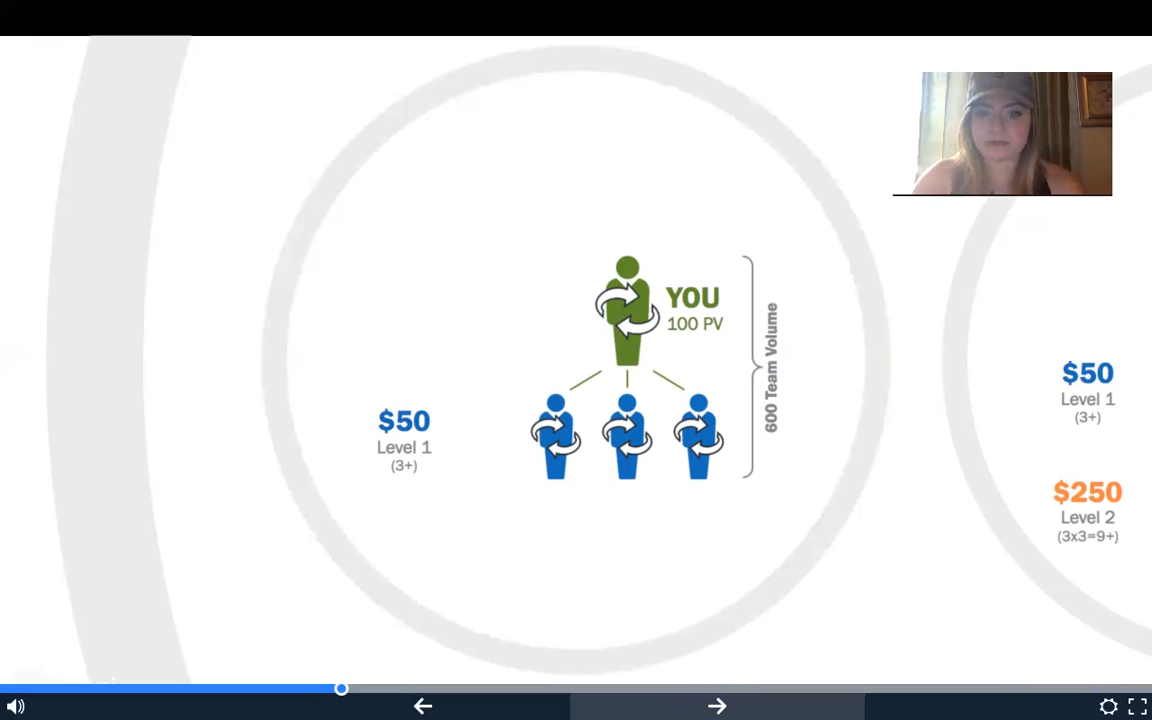 YOU
100 PV
600 Team Volume
$50
Level 1
(3+)
$50
Level 1
(3+)
$250
Level 2
(3x3=9+)